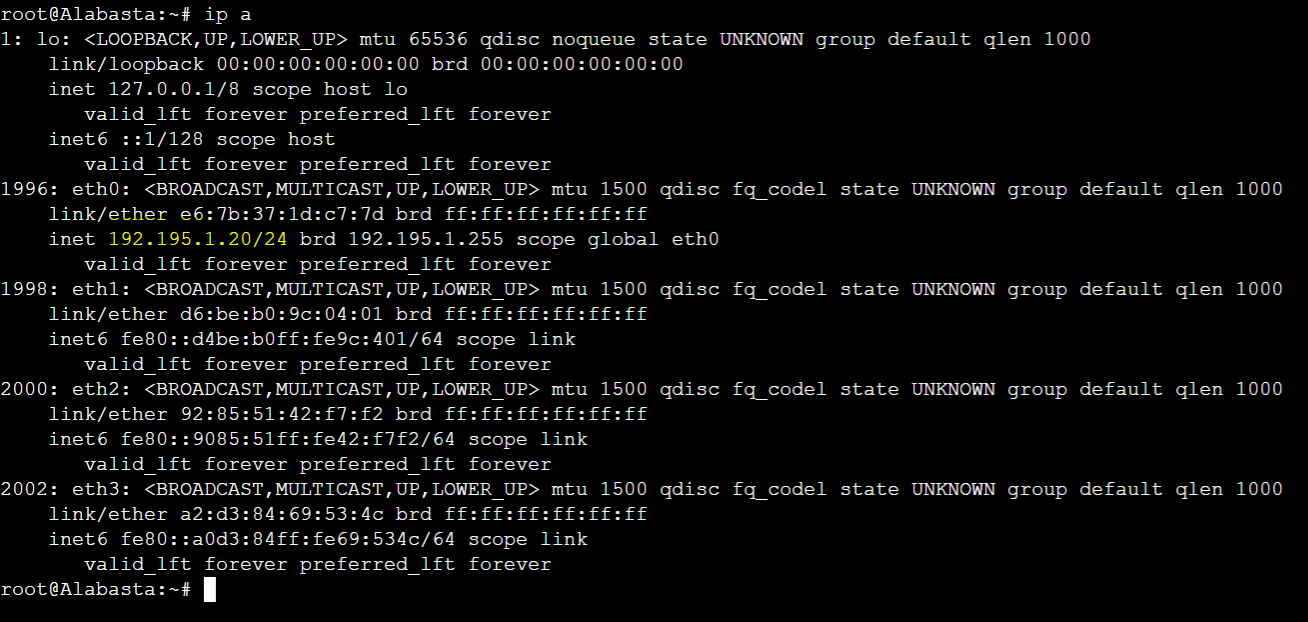 root@Alabasta:~# ip a
1: lo: <LOOPBACK,UP,LOWER_UP> mtu 65536 qdisc noqueue state UNKNOWN group default qlen 1000
    link/loopback 00:00:00:00:00:00 brd 00:00:00:00:00:00
    inet 127.0.0.1/8 scope host lo
       valid_lft forever preferred_lft forever
    inet6 ::1/128 scope host
       valid_lft forever preferred_lft forever
1996: eth0: <BROADCAST,MULTICAST,UP,LOWER_UP> mtu 1500 qdisc fq_codel state UNKNOWN group default qlen 1000
    link/ether e6:7b:37:1d:c7:7d brd ff:ff:ff:ff:ff:ff
    inet 192.195.1.20/24 brd 192.195.1.255 scope global eth0
       valid_lft forever preferred_lft forever
1998: eth1: <BROADCAST,MULTICAST,UP,LOWER_UP> mtu 1500 qdisc fq_codel state UNKNOWN group default qlen 1000
    link/ether d6:be:b0:9c:04:01 brd ff:ff:ff:ff:ff:ff
    inet6 fe80::d4be:b0ff:fe9c:401/64 scope link
       valid_lft forever preferred_lft forever
2000: eth2: <BROADCAST,MULTICAST,UP,LOWER_UP> mtu 1500 qdisc fq_codel state UNKNOWN group default qlen 1000
    link/ether 92:85:51:42:f7:f2 brd ff:ff:ff:ff:ff:ff
    inet6 fe80::9085:51ff:fe42:f7f2/64 scope link
       valid_lft forever preferred_lft forever
2002: eth3: <BROADCAST,MULTICAST,UP,LOWER_UP> mtu 1500 qdisc fq_codel state UNKNOWN group default qlen 1000
    link/ether a2:d3:84:69:53:4c brd ff:ff:ff:ff:ff:ff
    inet6 fe80::a0d3:84ff:fe69:534c/64 scope link
       valid_lft forever preferred_lft forever
root@Alabasta:~#